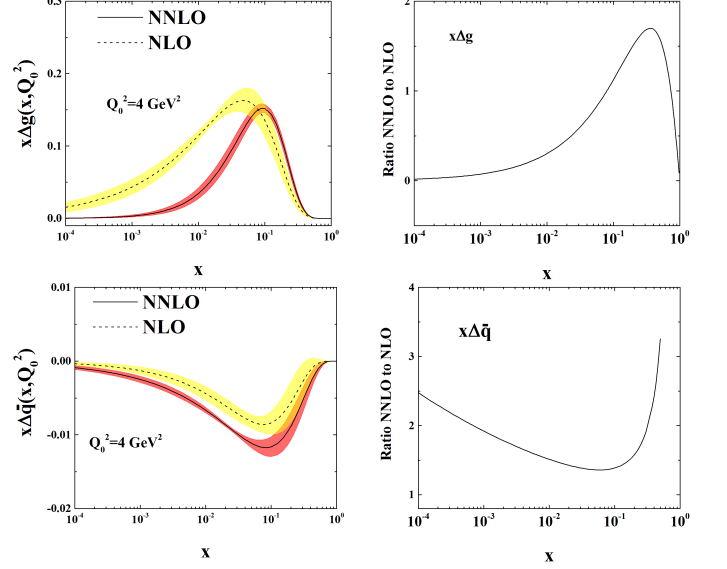 0.3
0.2
0.1
0.0
xΔg(x,Q₀²)
NNLO
NLO
Q₀²=4 GeV²
10⁻⁴ 10⁻³ 10⁻² 10⁻¹ 10⁰
x
2
1
0
Ratio NNLO to NLO
xΔg
10⁻⁴ 10⁻³ 10⁻² 10⁻¹ 10⁰
x
0.01
0.00
-0.01
-0.02
xΔq̄(x,Q₀²)
NNLO
NLO
Q₀²=4 GeV²
10⁻⁴ 10⁻³ 10⁻² 10⁻¹ 10⁰
x
4
3
2
1
Ratio NNLO to NLO
xΔq̄
10⁻⁴ 10⁻³ 10⁻² 10⁻¹ 10⁰
x